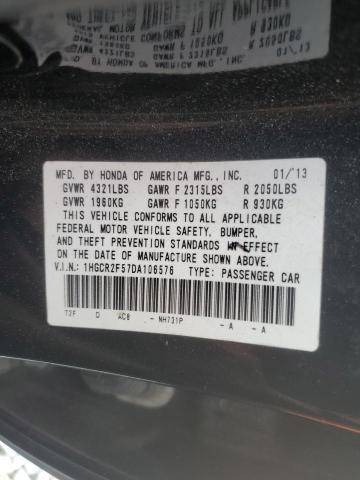 MFD. BY HONDA OF AMERICA MFG., INC. 01/'13
GVWR 4321LBS GAWR F 2315LBS R 2050LBS
GVWR 1960KG GAWR F 1050KG R 930KG
THIS VEHICLE CONFORMS TO ALL APPLICABLE
FEDERAL MOTOR VEHICLE SAFETY, BUMPER,
AND THEFT PREVENTION STANDARDS IN EFFECT
ON THE DATE OF MANUFACTURE SHOWN ABOVE.
V.I.N.: 1HGCR2F57DA106576 TYPE: PASSENGER CAR
T2F D AC8 - NH731P - A - A